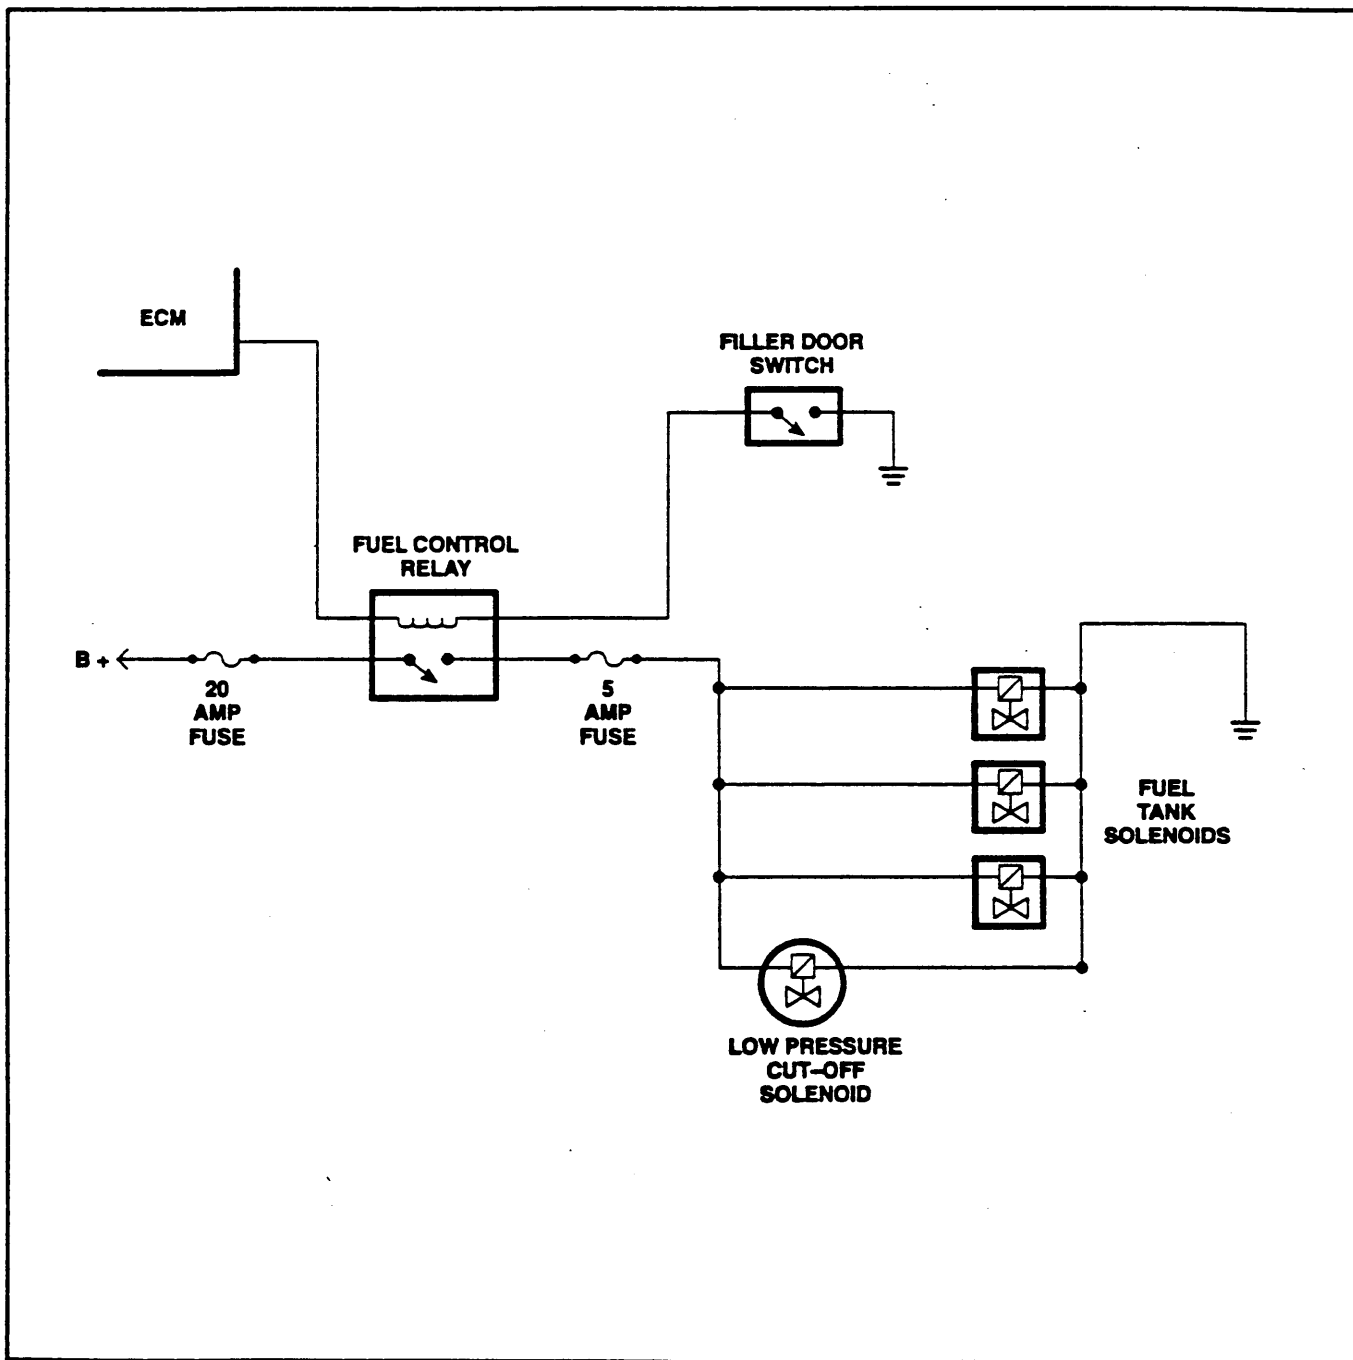 ECM
FILLER DOOR
SWITCH
FUEL CONTROL
RELAY
B +
20
AMP
FUSE
5
AMP
FUSE
FUEL
TANK
SOLENOIDS
LOW PRESSURE
CUT-OFF
SOLENOID